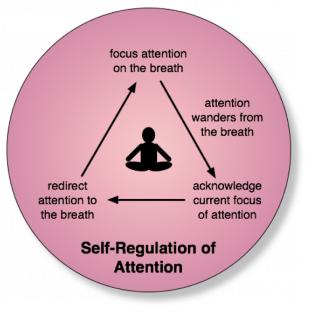 focus attention
on the breath
attention
wanders from
the breath
redirect
attention to
the breath
acknowledge
current focus
of attention
Self-Regulation of
Attention